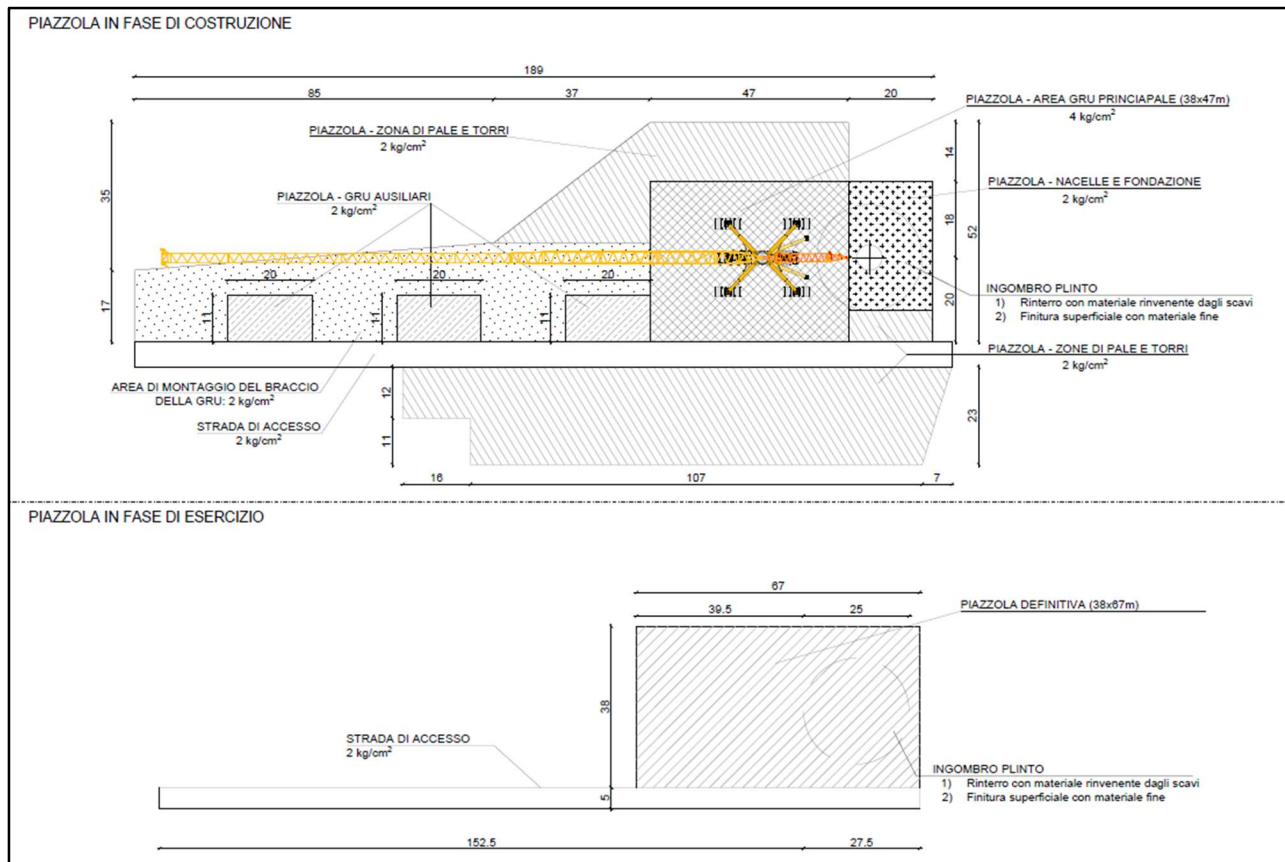 PIAZZOLA IN FASE DI COSTRUZIONE
189
85
37
47
20
PIAZZOLA - AREA GRU PRINCIAPALE (38x47m)
4 kg/cm²
PIAZZOLA - ZONA DI PALE E TORRI
2 kg/cm²
14
35
PIAZZOLA - GRU AUSILIARI
2 kg/cm²
PIAZZOLA - NACELLE E FONDAZIONE
2 kg/cm²
18
52
20
20
20
INGOMBRO PLINTO
1) Rinterro con materiale rinvenente dagli scavi
2) Finitura superficiale con materiale fine
17
11
11
11
20
PIAZZOLA - ZONE DI PALE E TORRI
2 kg/cm²
AREA DI MONTAGGIO DEL BRACCIO
DELLA GRU: 2 kg/cm²
12
STRADA DI ACCESSO
2 kg/cm²
11
23
16
107
7
PIAZZOLA IN FASE DI ESERCIZIO
67
39.5
25
PIAZZOLA DEFINITIVA (38x67m)
38
STRADA DI ACCESSO
2 kg/cm²
INGOMBRO PLINTO
1) Rinterro con materiale rinvenente dagli scavi
2) Finitura superficiale con materiale fine
5
152.5
27.5